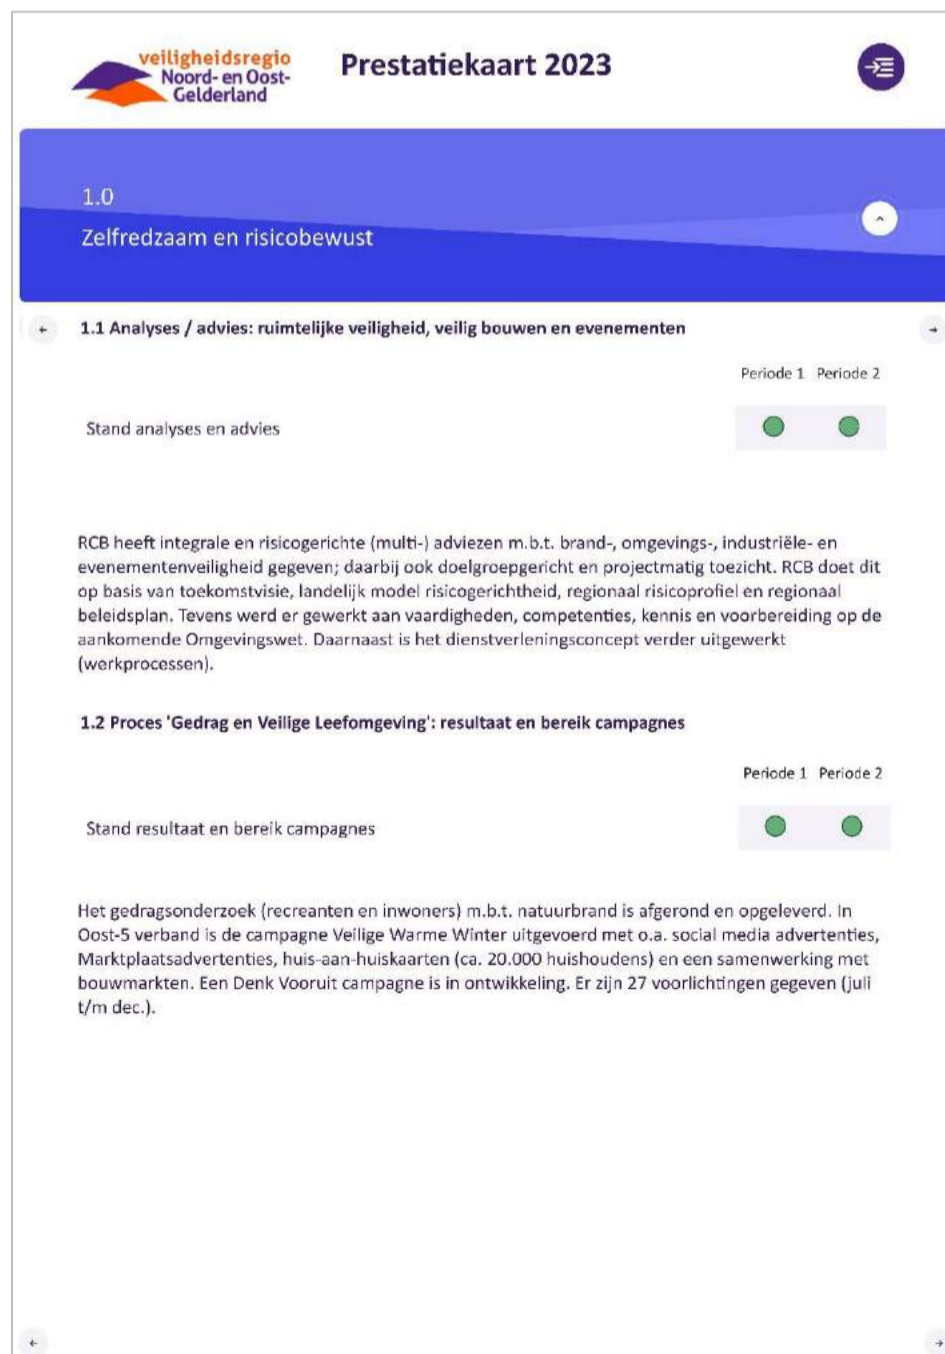 veiligheidsregio
Noord- en Oost-
Gelderland
Prestatiekaart 2023
1.0
Zelfredzaam en risicobewust
1.1 Analyses / advies: ruimtelijke veiligheid, veilig bouwen en evenementen
Periode 1 Periode 2
Stand analyses en advies
RCB heeft integrale en risicogerichte (multi-) adviezen m.b.t. brand-, omgevings-, industriële- en
evenementenveiligheid gegeven; daarbij ook doelgroepgericht en projectmatig toezicht. RCB doet dit
op basis van toekomstvisie, landelijk model risicogerichtheid, regionaal risicoprofiel en regionaal
beleidsplan. Tevens werd er gewerkt aan vaardigheden, competenties, kennis en voorbereiding op de
aankomende Omgevingswet. Daarnaast is het dienstverleningsconcept verder uitgewerkt
(werkprocessen).
1.2 Proces 'Gedrag en Veilige Leefomgeving': resultaat en bereik campagnes
Periode 1 Periode 2
Stand resultaat en bereik campagnes
Het gedragsonderzoek (recreanten en inwoners) m.b.t. natuurbrand is afgerond en opgeleverd. In
Oost-5 verband is de campagne Veilige Warme Winter uitgevoerd met o.a. social media advertenties,
Marktplaatsadvertenties, huis-aan-huiskaarten (ca. 20.000 huishoudens) en een samenwerking met
bouwmarkten. Een Denk Vooruit campagne is in ontwikkeling. Er zijn 27 voorlichtingen gegeven (juli
t/m dec.).